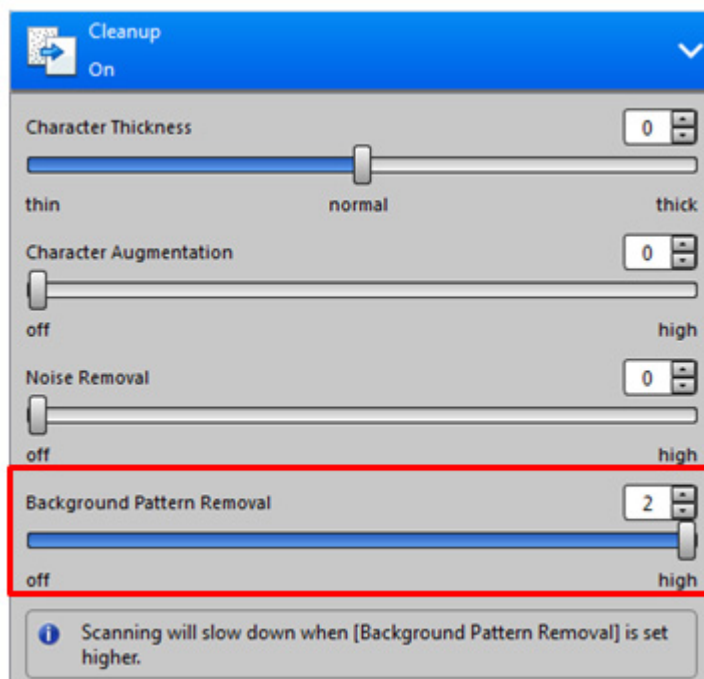 Cleanup
On
Character Thickness 0
thin normal thick
Character Augmentation 0
off high
Noise Removal 0
off high
Background Pattern Removal 2
off high
Scanning will slow down when [Background Pattern Removal] is set
higher.